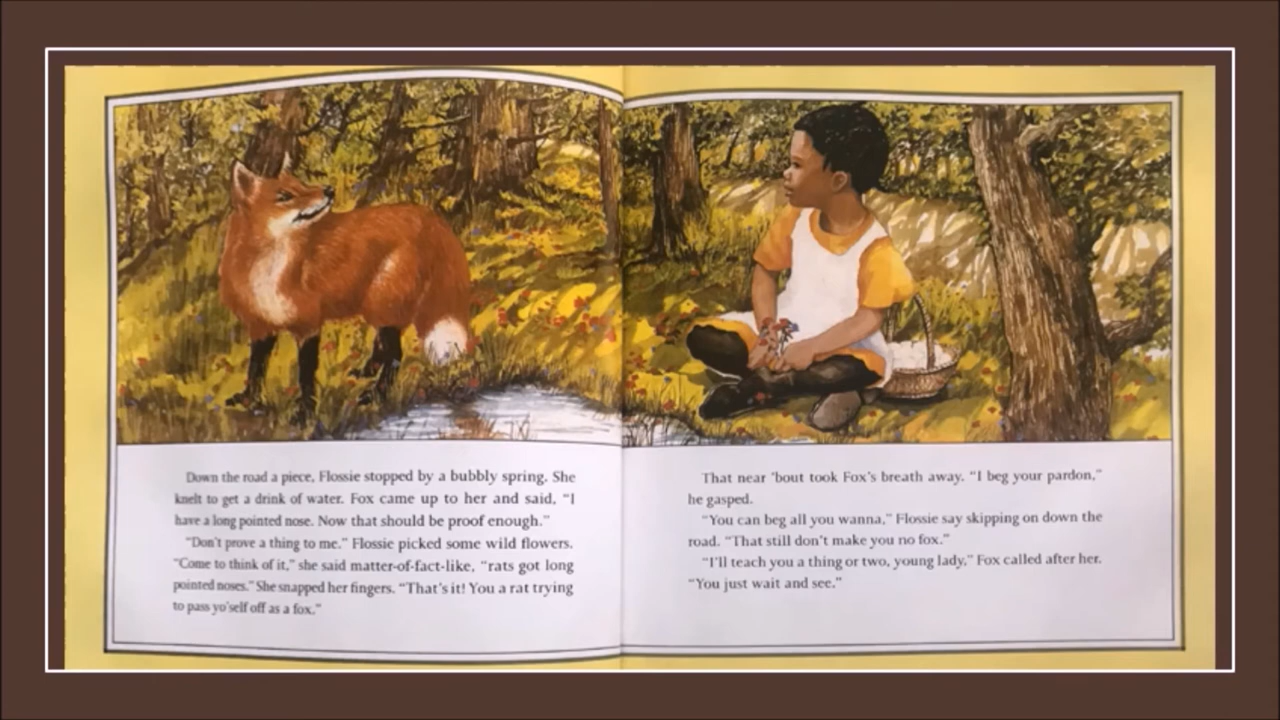 Down the road a piece, Flossie stopped by a bubbly spring. She
knelt to get a drink of water. Fox came up to her and said, “I
have a long pointed nose. Now that should be proof enough.”
“Don’t prove a thing to me.” Flossie picked some wild flowers.
“Come to think of it,” she said matter-of-fact-like, “rats got long
pointed noses.” She snapped her fingers. “That’s it! You a rat trying
to pass yo’self off as a fox.”
That near ’bout took Fox’s breath away. “I beg your pardon,”
he gasped.
“You can beg all you wanna,” Flossie say skipping on down the
road. “That still don’t make you no fox.”
“I’ll teach you a thing or two, young lady,” Fox called after her.
“You just wait and see.”